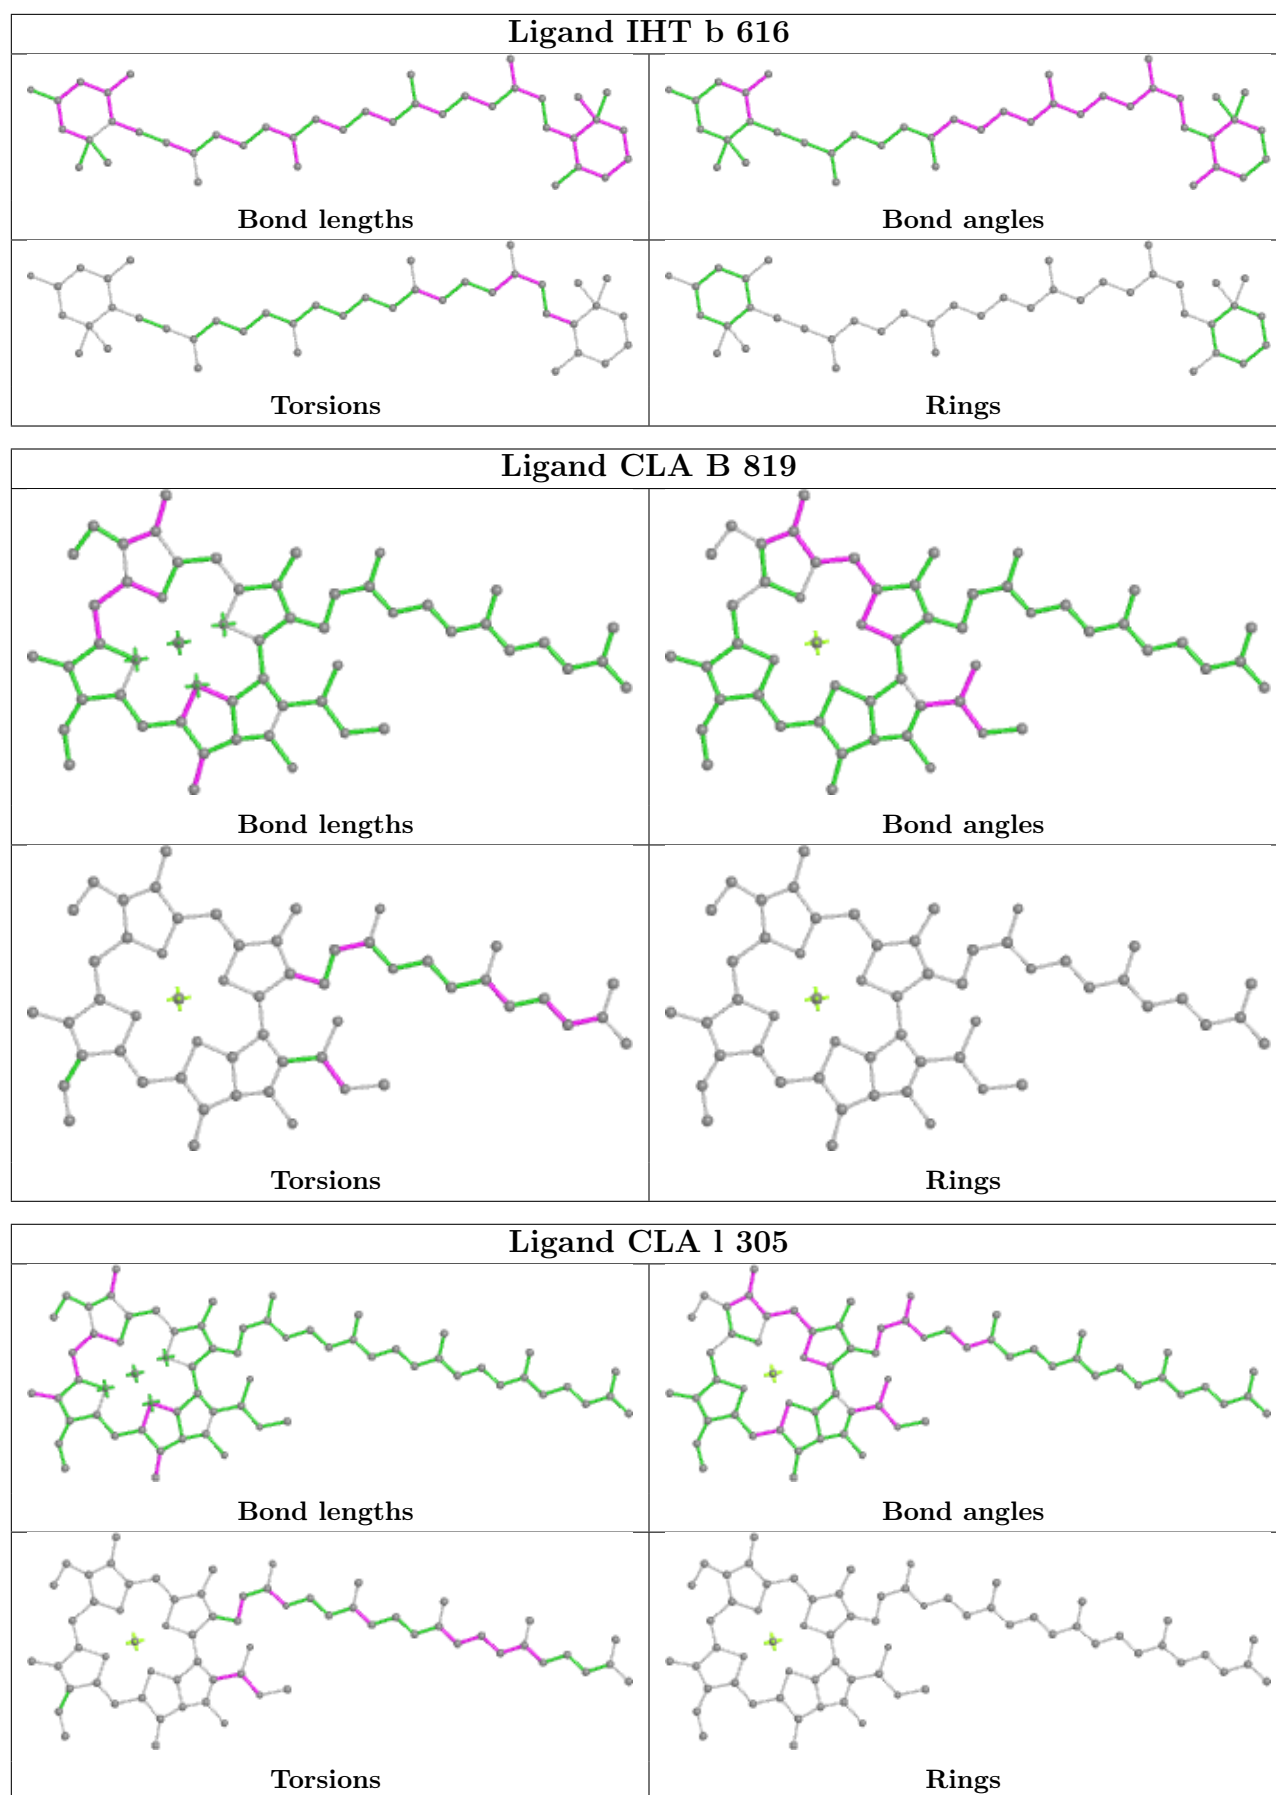 Ligand IHT b 616
Bond lengths
Bond angles
Torsions
Rings
Ligand CLA B 819
Bond lengths
Bond angles
Torsions
Rings
Ligand CLA l 305
Bond lengths
Bond angles
Torsions
Rings